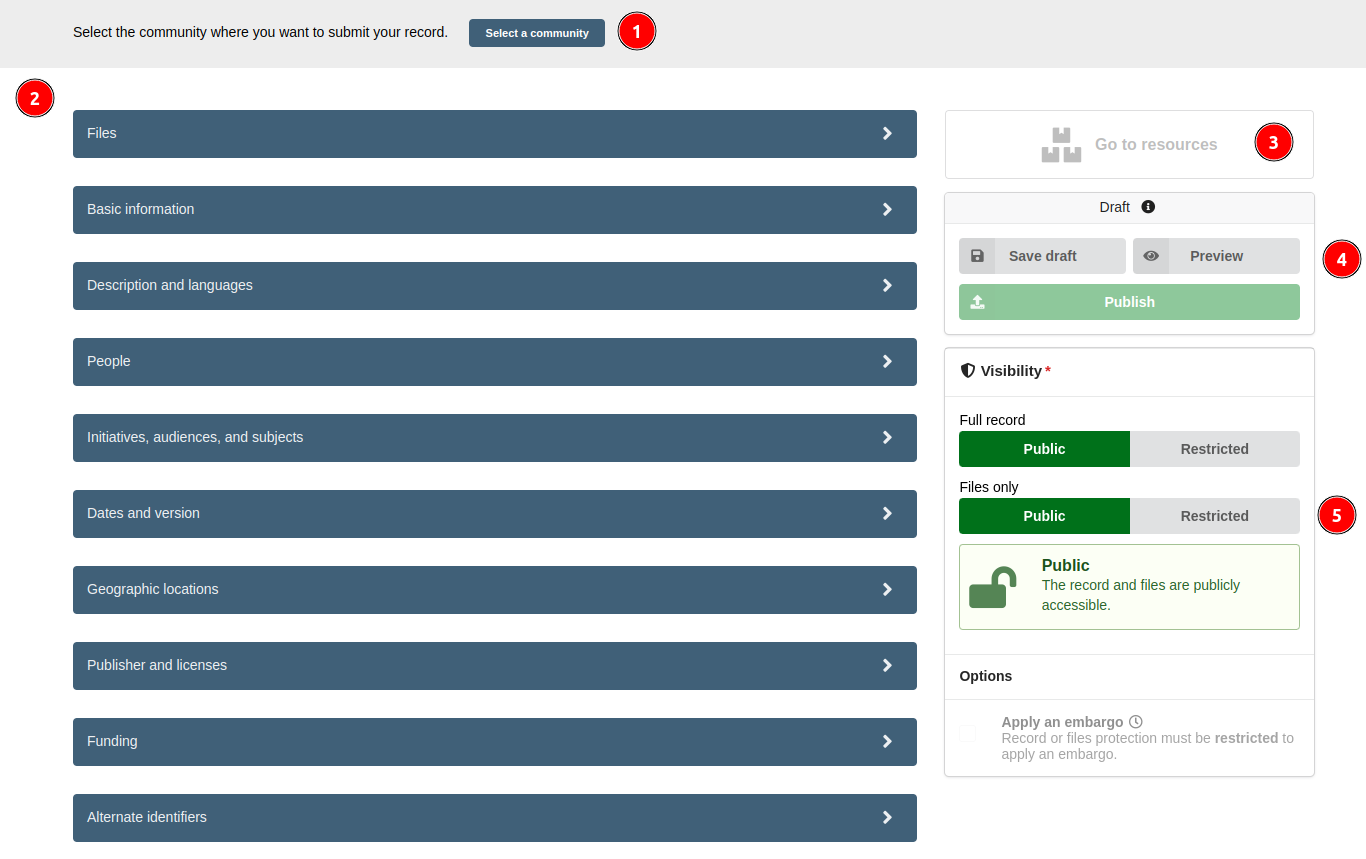 Select the community where you want to submit your record.
Select a community
1
2
Files
Basic information
Description and languages
People
Initiatives, audiences, and subjects
Dates and version
Geographic locations
Publisher and licenses
Funding
Alternate identifiers
Go to resources
3
Draft
Save draft
Preview
4
Publish
Visibility*
Full record
Public
Restricted
Files only
Public
Restricted
5
Public
The record and files are publicly
accessible.
Options
Apply an embargo
Record or files protection must be restricted to
apply an embargo.